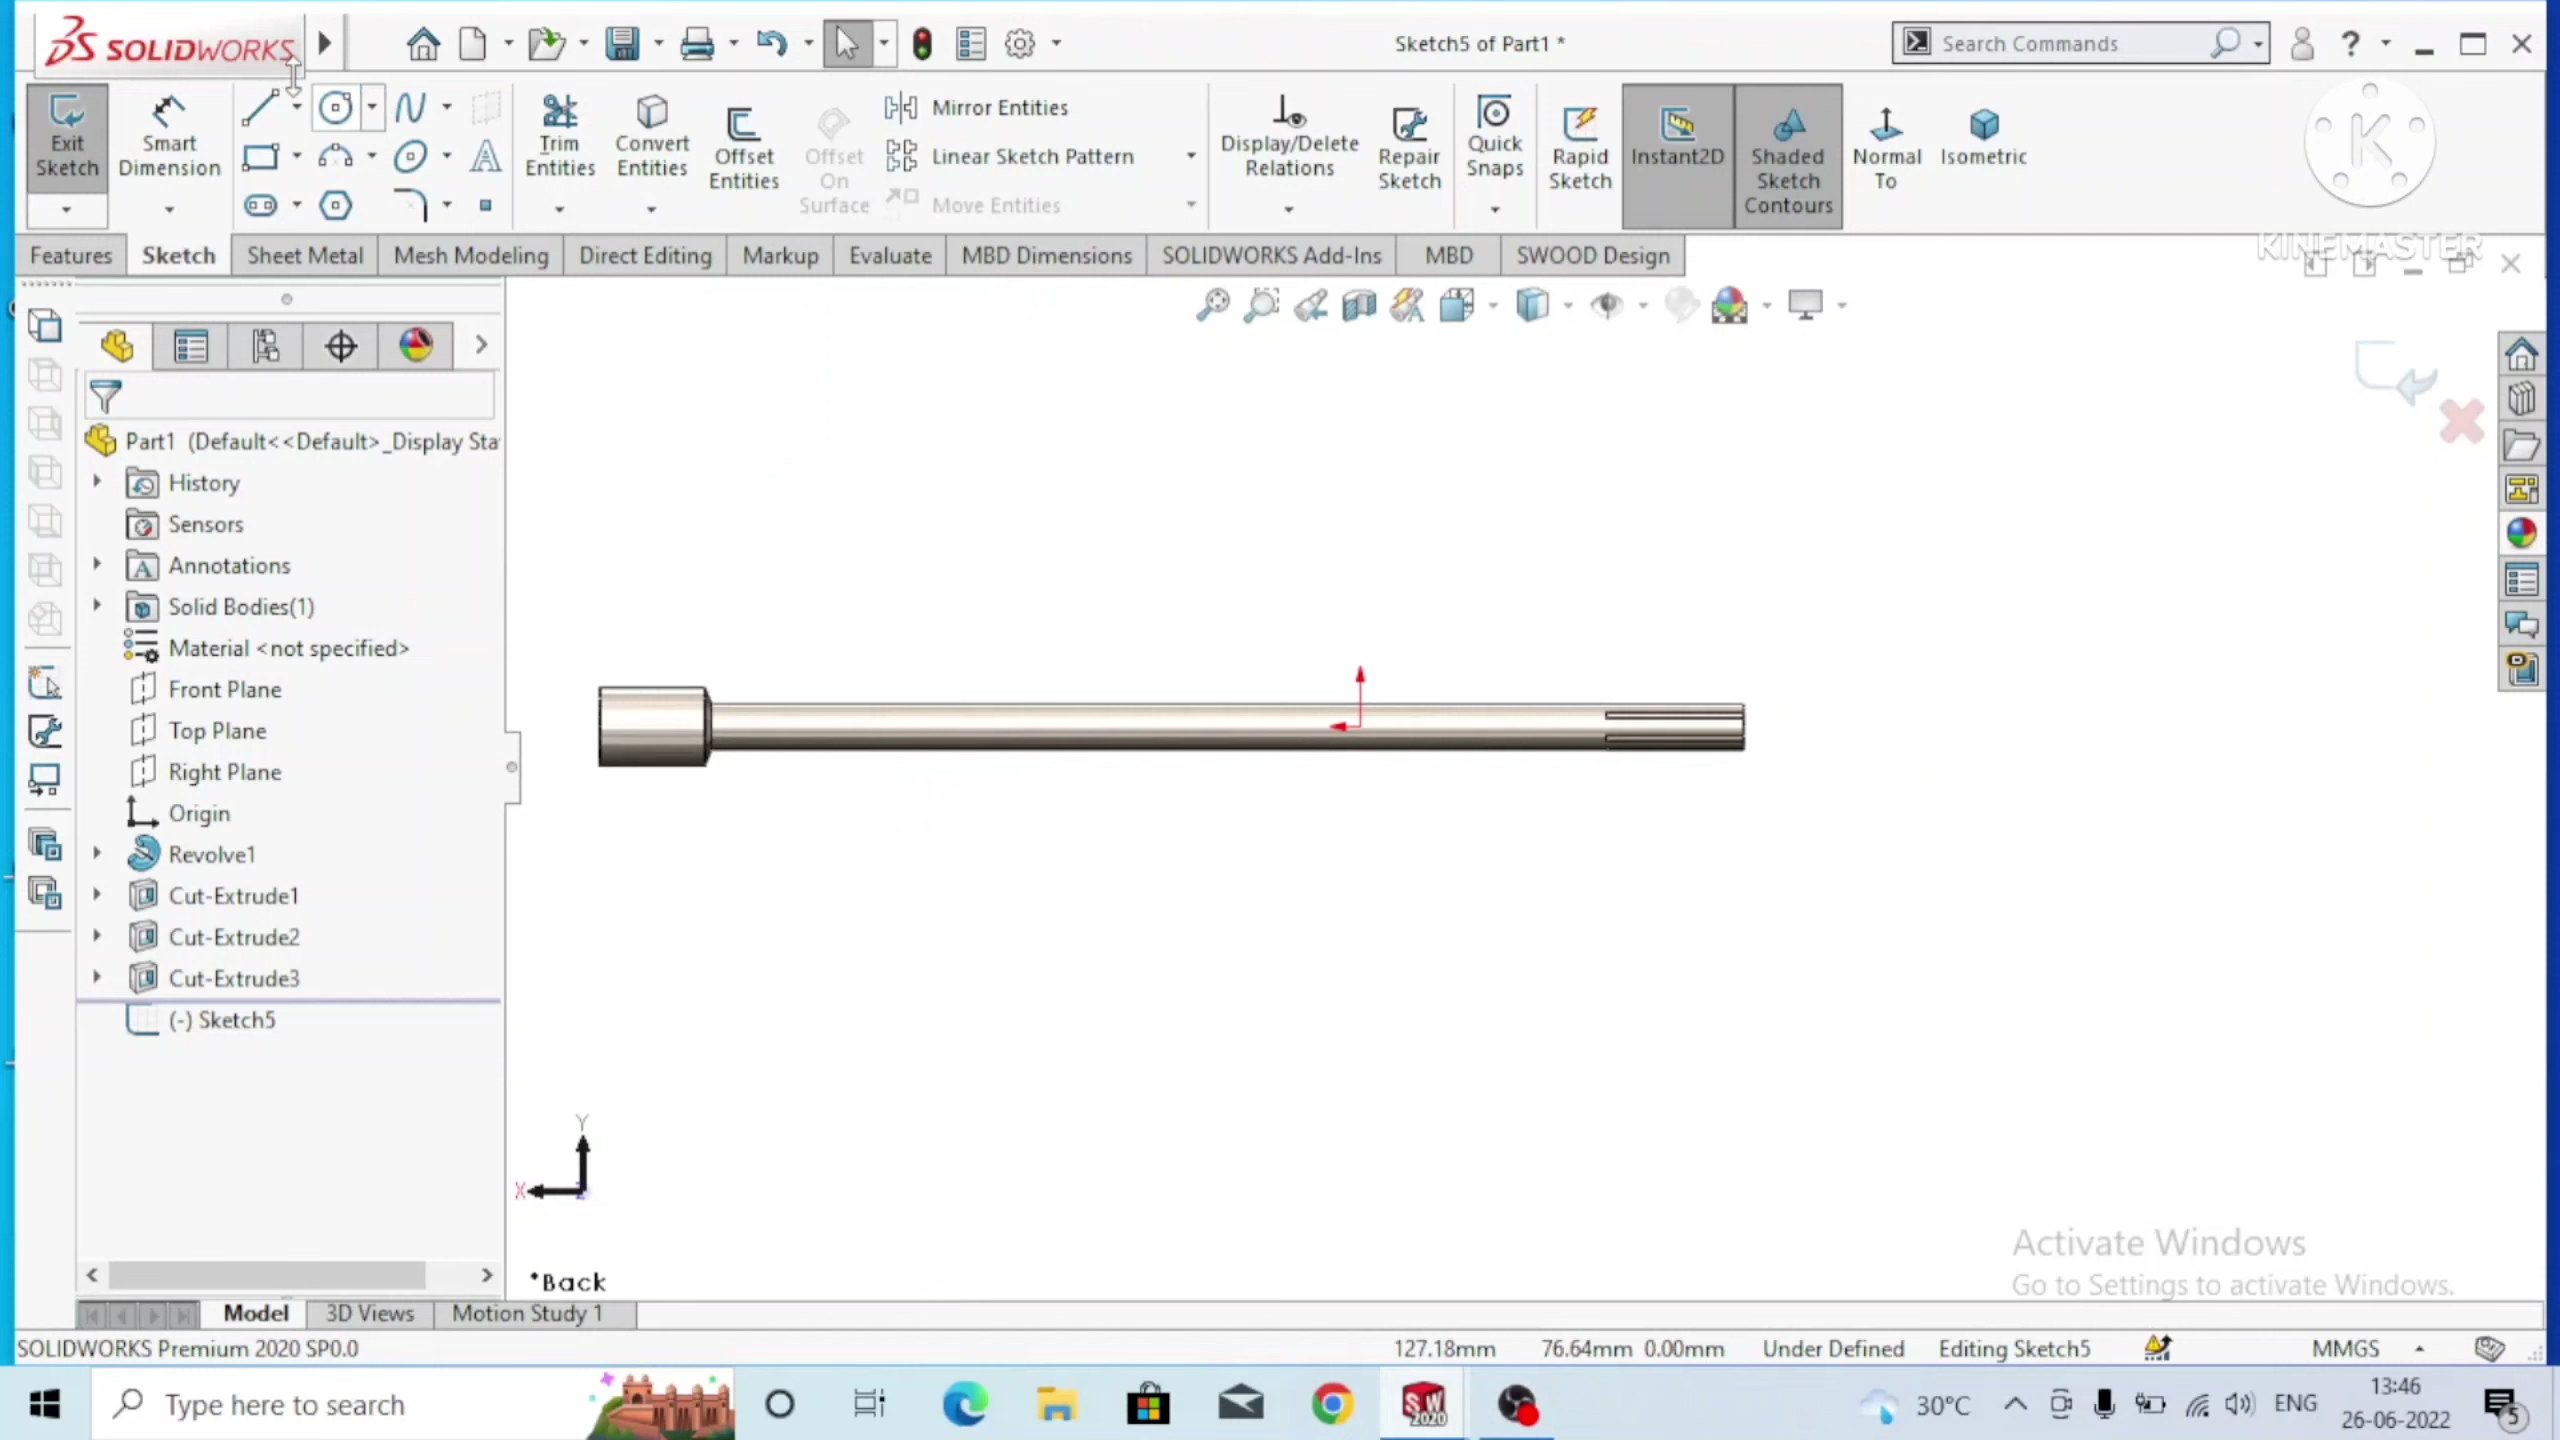 DS SOLIDWORKS
Sketch5 of Part1 *
Search Commands
?
Exit Sketch
Smart Dimension
Trim Entities
Convert Entities
Offset Entities
Offset On Surface
Mirror Entities
Linear Sketch Pattern
Move Entities
Display/Delete Relations
Repair Sketch
Quick Snaps
Rapid Sketch
Instant2D
Shaded Sketch Contours
Normal To
Isometric
K
KINEMASTER
Features
Sketch
Sheet Metal
Mesh Modeling
Direct Editing
Markup
Evaluate
MBD Dimensions
SOLIDWORKS Add-Ins
MBD
SWOOD Design
Part1 (Default<<Default>_Display Sta
History
Sensors
Annotations
Solid Bodies(1)
Material <not specified>
Front Plane
Top Plane
Right Plane
Origin
Revolve1
Cut-Extrude1
Cut-Extrude2
Cut-Extrude3
(-) Sketch5
Y
X
Z
*Back
Activate Windows
Go to Settings to activate Windows.
Model
3D Views
Motion Study 1
SOLIDWORKS Premium 2020 SP0.0
127.18mm
76.64mm 0.00mm
Under Defined
Editing Sketch5
MMGS
Type here to search
SW 2020
30°C
ENG
13:46
26-06-2022
5